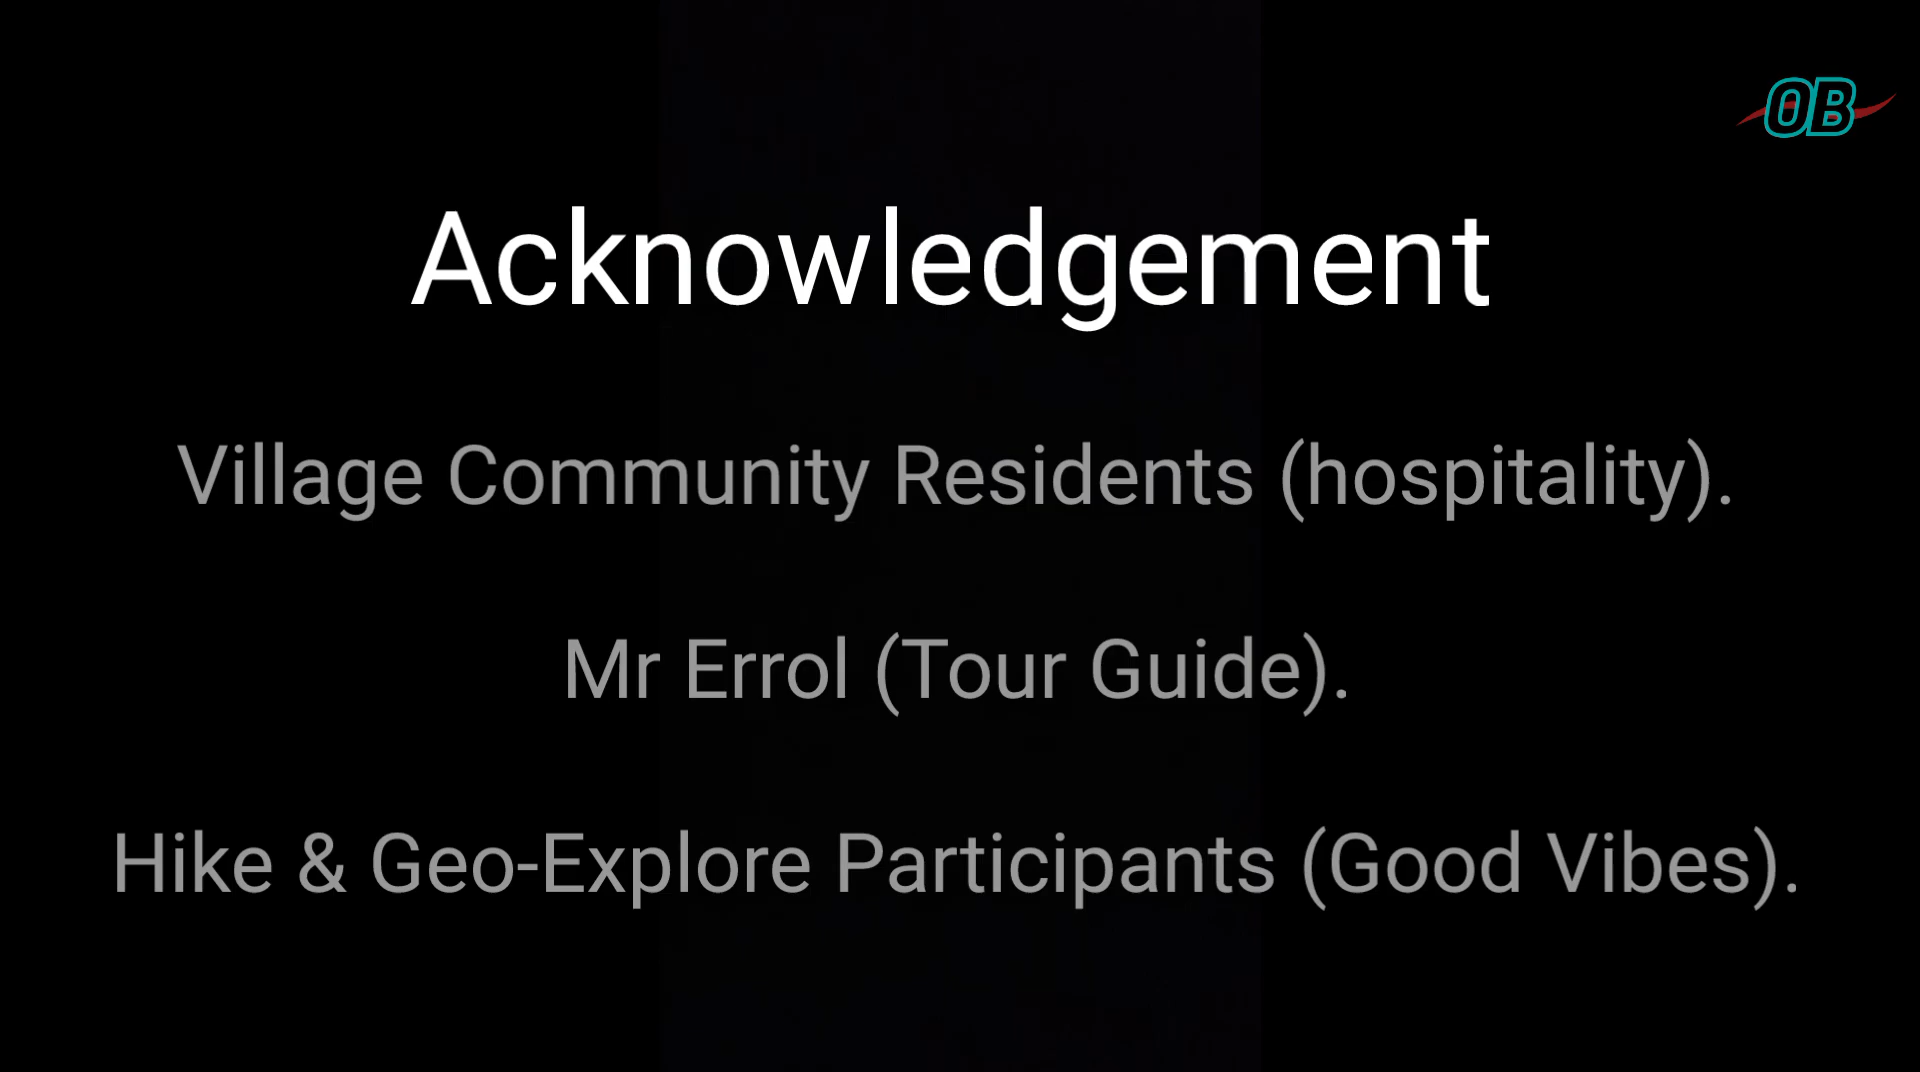 OB
Acknowledgement
Village Community Residents (hospitality).
Mr Errol (Tour Guide).
Hike & Geo-Explore Participants (Good Vibes).